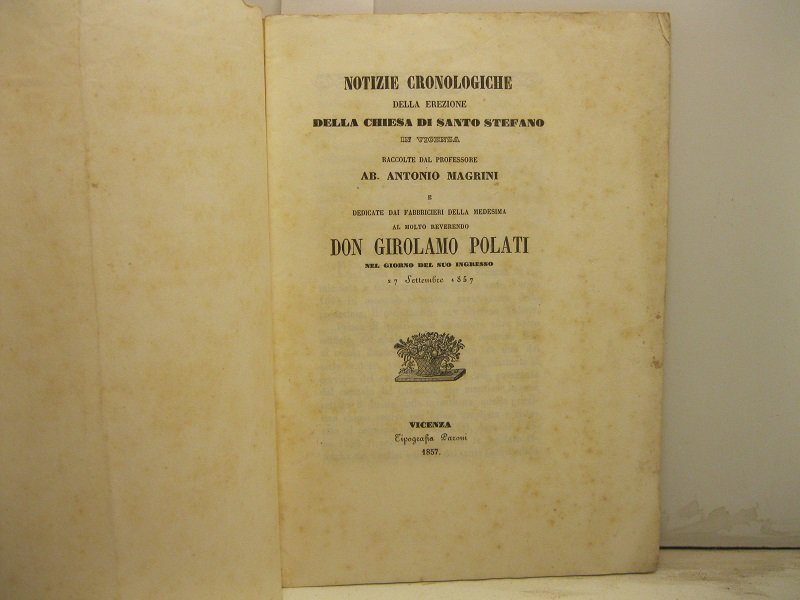 NOTIZIE CRONOLOGICHE
DELLA EREZIONE
DELLA CHIESA DI SANTO STEFANO
IN VICENZA
RACCOLTE DAL PROFESSORE
AB. ANTONIO MAGRINI
E
DEDICATE DAI FABBRICIERI DELLA MEDESIMA
AL MOLTO REVERENDO
DON GIROLAMO POLATI
NEL GIORNO DEL SUO INGRESSO
27 Settembre 1857
VICENZA
Tipografia Paroni
1857.